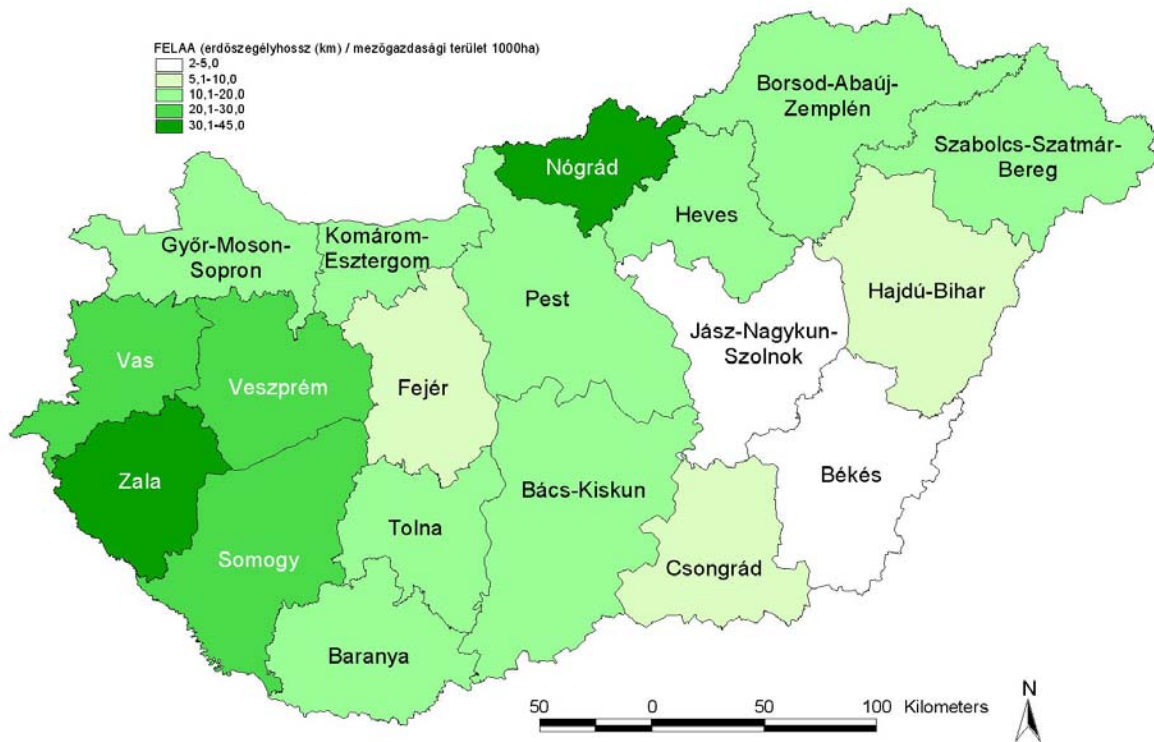 FELAA (erdőszegélyhossz (km) / mezőgazdasági terület 1000ha)
2-5,0
5,1-10,0
10,1-20,0
20,1-30,0
30,1-45,0
Borsod-Abaúj-
Zemplén
Szabolcs-Szatmár-
Bereg
Nógrád
Heves
Győr-Moson-
Sopron
Komárom-
Esztergom
Pest
Hajdú-Bihar
Jász-Nagykun-
Szolnok
Vas
Veszprém
Fejér
Zala
Békés
Bács-Kiskun
Tolna
Somogy
Csongrád
Baranya
N
50 0 50 100 Kilometers